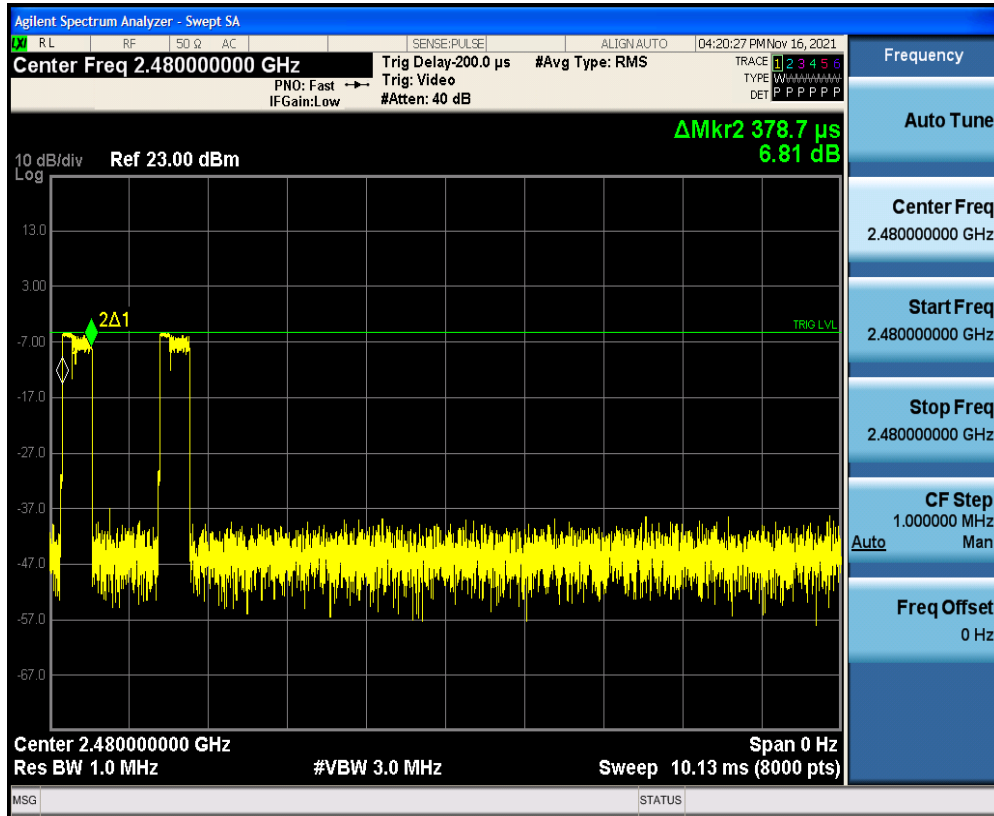 Agilent Spectrum Analyzer - Swept SA
LXI RL RF 50 Ω AC SENSE:PULSE ALIGN AUTO 04:20:27 PM Nov 16, 2021
Center Freq 2.480000000 GHz
PNO: Fast
IFGain:Low
Trig Delay-200.0 µs
Trig: Video
#Atten: 40 dB
#Avg Type: RMS
TRACE 1 2 3 4 5 6
TYPE WWWWWW
DET P P P P P P
ΔMkr2 378.7 µs
6.81 dB
10 dB/div Ref 23.00 dBm
Log
13.0
3.00
-7.00
-17.0
-27.0
-37.0
-47.0
-57.0
-67.0
2Δ1
TRIG LVL
Center 2.480000000 GHz Span 0 Hz
Res BW 1.0 MHz #VBW 3.0 MHz Sweep 10.13 ms (8000 pts)
MSG STATUS
Frequency
Auto Tune
Center Freq
2.480000000 GHz
Start Freq
2.480000000 GHz
Stop Freq
2.480000000 GHz
CF Step
1.000000 MHz
Auto Man
Freq Offset
0 Hz